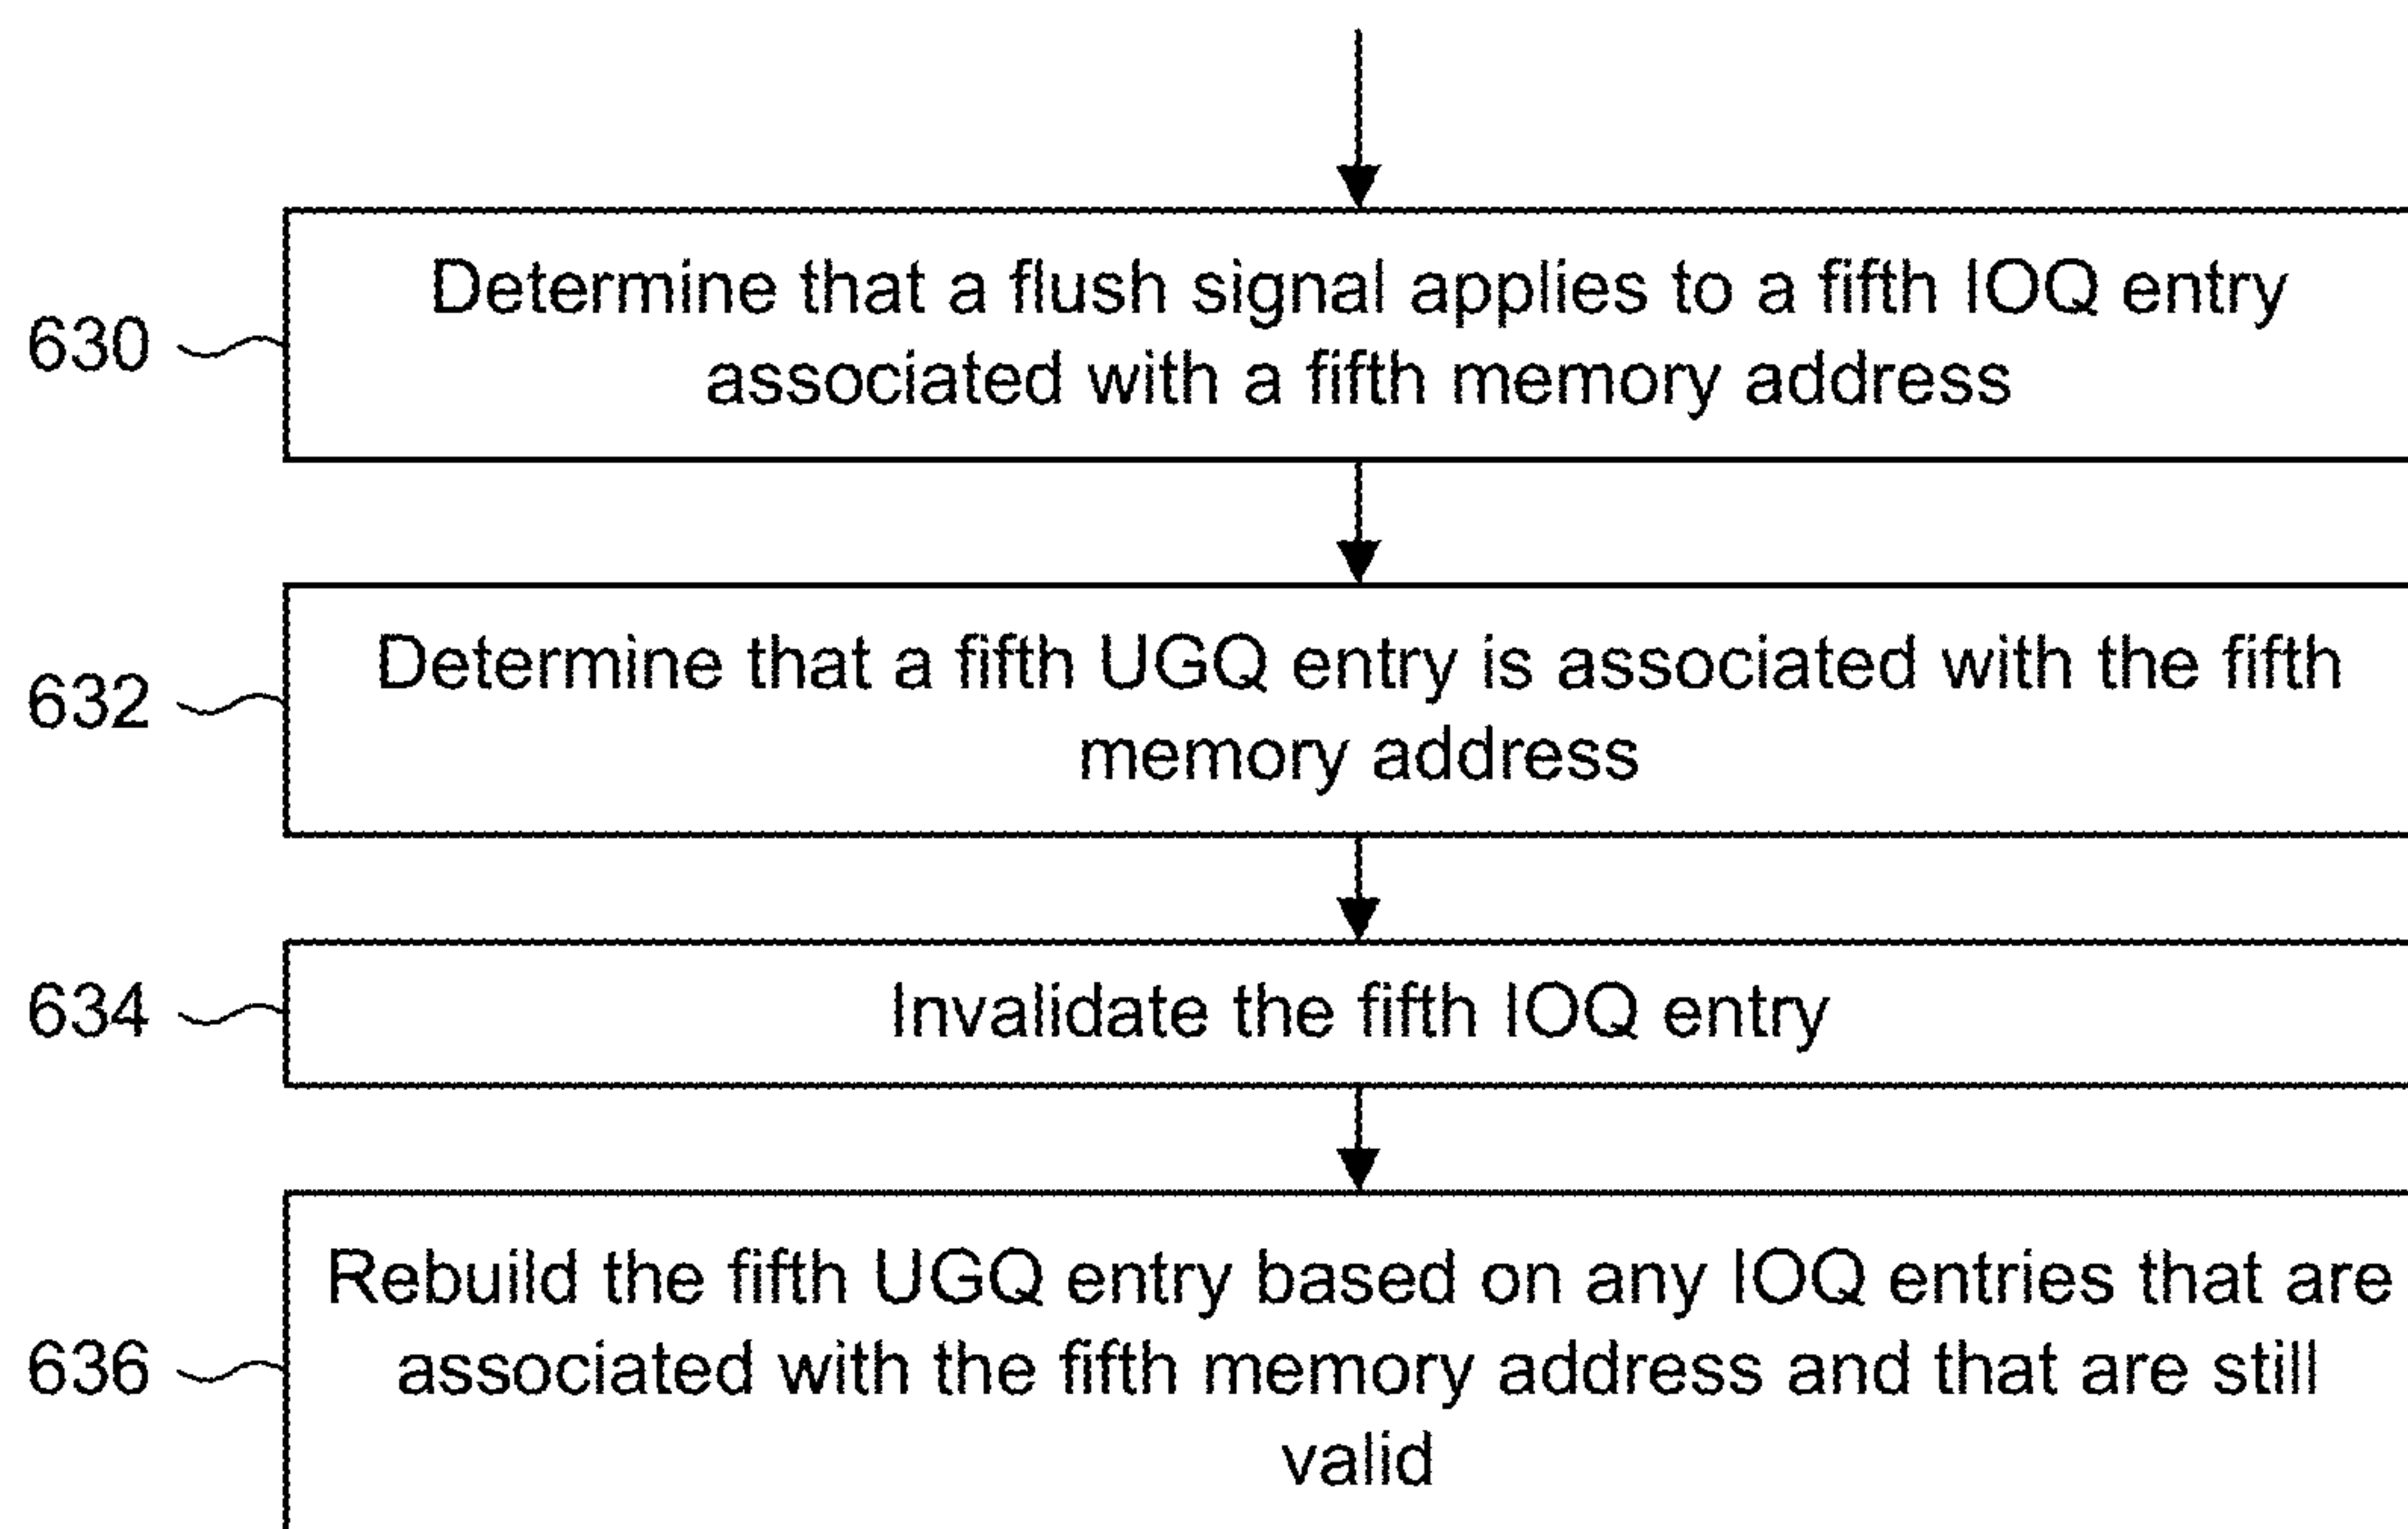 Determine that a flush signal applies to a fifth IOQ entry
630
associated with a fifth memory address
Determine that a fifth UGQ entry is associated with the fifth
632
memory address
634
Invalidate the fifth IOQ entry
Rebuild the fifth UGQ entry based on any IOQ entries that are
636
associated with the fifth memory address and that are still
valid